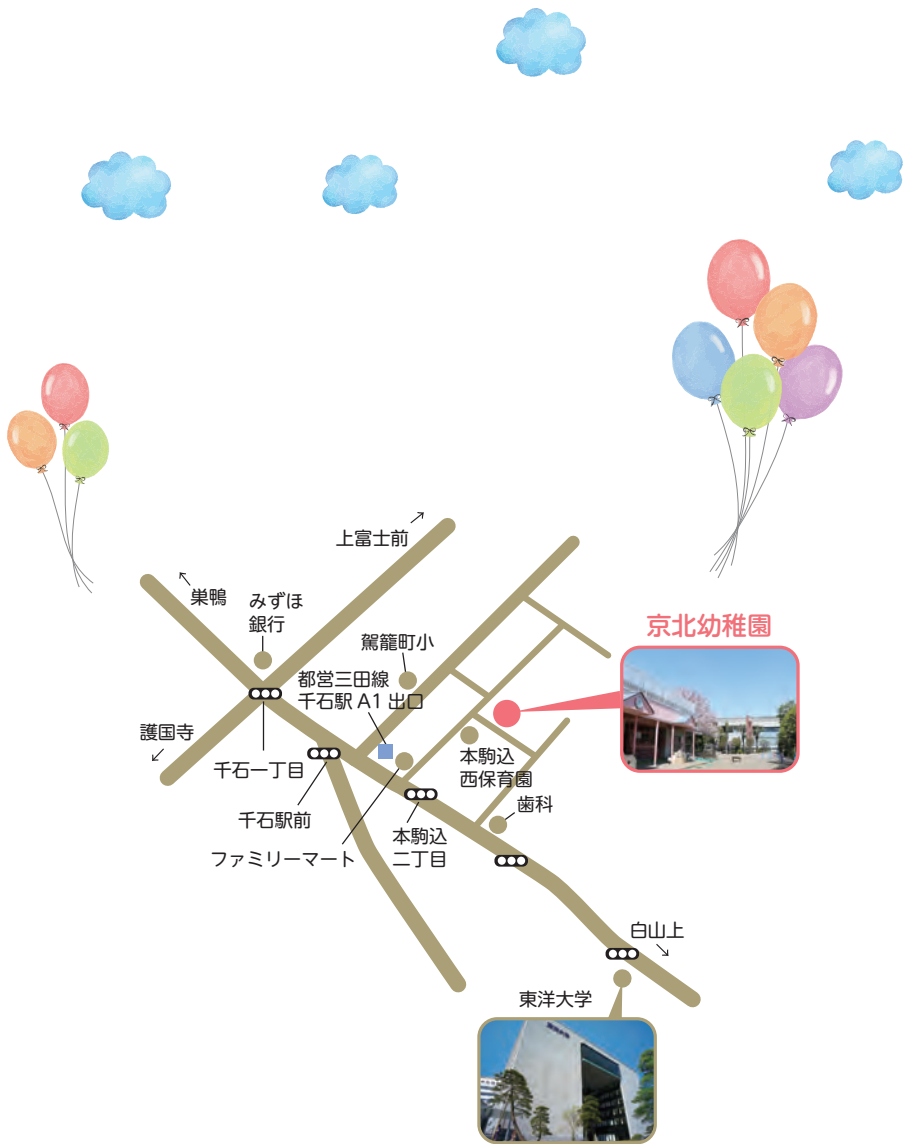 上富士前
巣鴨
みずほ
銀行
駕籠町小
京北幼稚園
都営三田線
千石駅 A1 出口
護国寺
千石一丁目
本駒込
西保育園
千石駅前
歯科
本駒込
二丁目
ファミリーマート
白山上
東洋大学